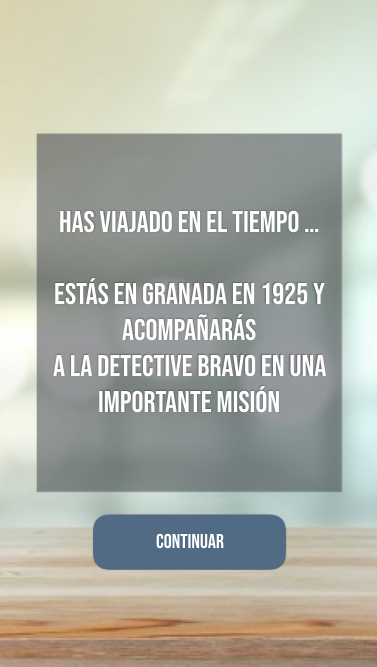 HAS VIAJADO EN EL TIEMPO ...
ESTÁS EN GRANADA EN 1925 Y
ACOMPAÑARÁS
A LA DETECTIVE BRAVO EN UNA
IMPORTANTE MISIÓN
CONTINUAR